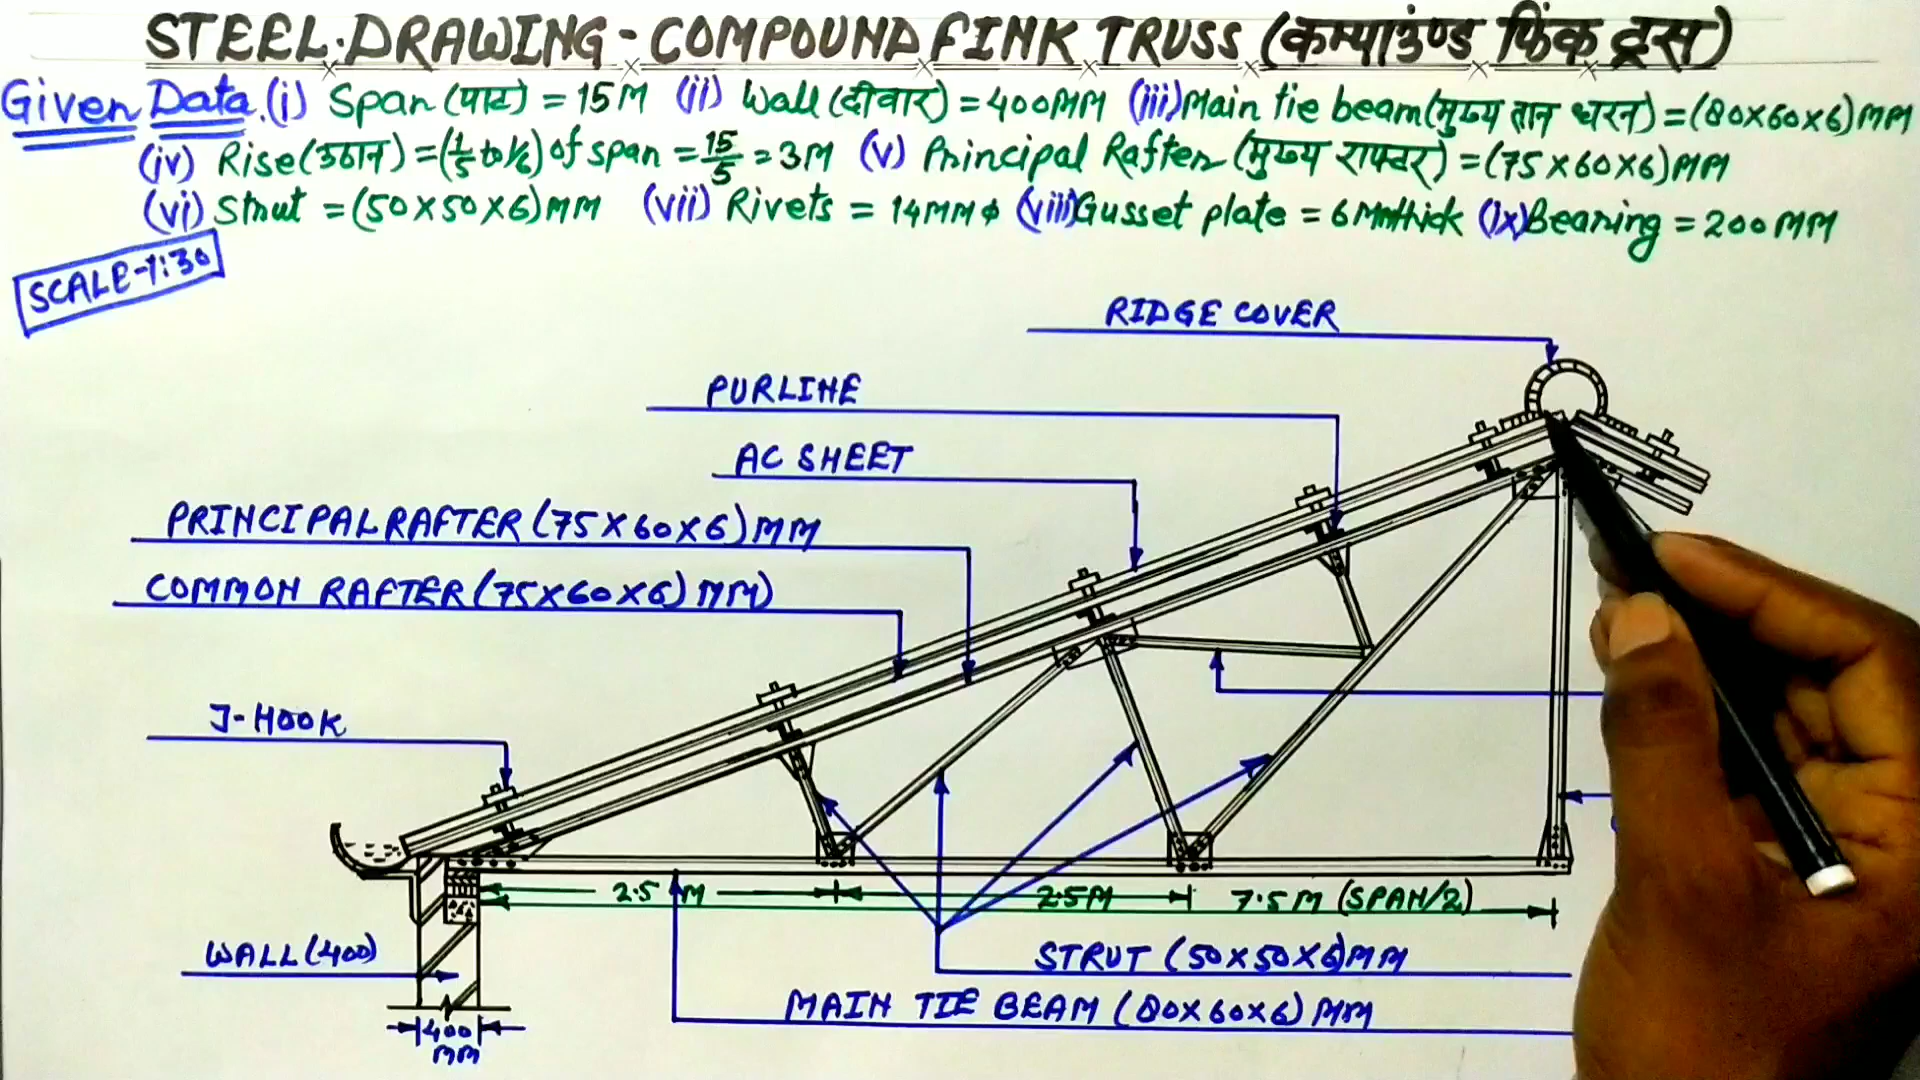 STEEL.DRAWING - COMPOUND FINK TRUSS (कम्पाउंण्ड फिंक ट्रस)
Given Data.(i) Span (पाट) = 15M (ii) Wall (दीवार) = 400MM (iii) Main tie beam (मुख्य तान धरन) = (80X60X6) MM
(iv) Rise (उठान) = (1/5 to 1/6) of span = 15/5 = 3M (v) Principal Rafter (मुख्य राफ्टर) = (75X60X6) MM
(vi) Strut = (50X50X6) MM (vii) Rivets = 14MM ϕ (viii) Gusset plate = 6MM thick (ix) Bearing = 200MM
SCALE-1:30
RIDGE COVER
PURLINE
AC SHEET
PRINCIPAL RAFTER (75X60X6) MM
COMMON RAFTER (75X60X6) MM)
J-HOOK
2.5 M 2.5M 7.5M (SPAN/2)
WALL (400)
STRUT (50X50X6) MM
MAIN TIE BEAM (80X60X6) MM
400
MM